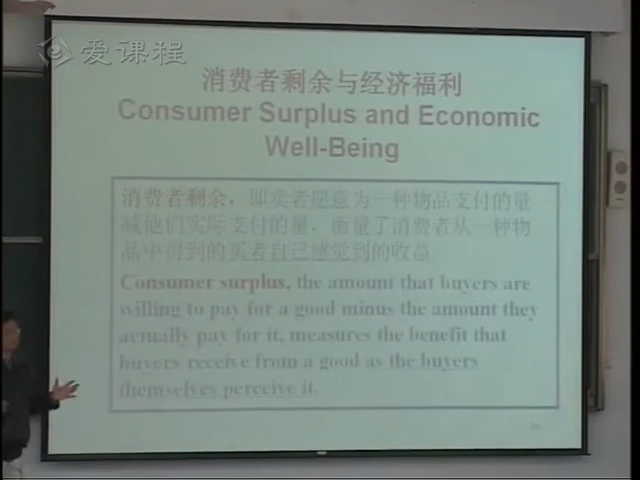 爱课程
消费者剩余与经济福利
Consumer Surplus and Economic
Well-Being
消费者剩余，即卖者愿意为一种物品支付的量
减他们实际支付的量，衡量了消费者从一种物
品中得到的买者自己感觉到的收益
Consumer surplus, the amount that buyers are
willing to pay for a good minus the amount they
actually pay for it, measures the benefit that
buyers receive from a good as the buyers
themselves perceive it.